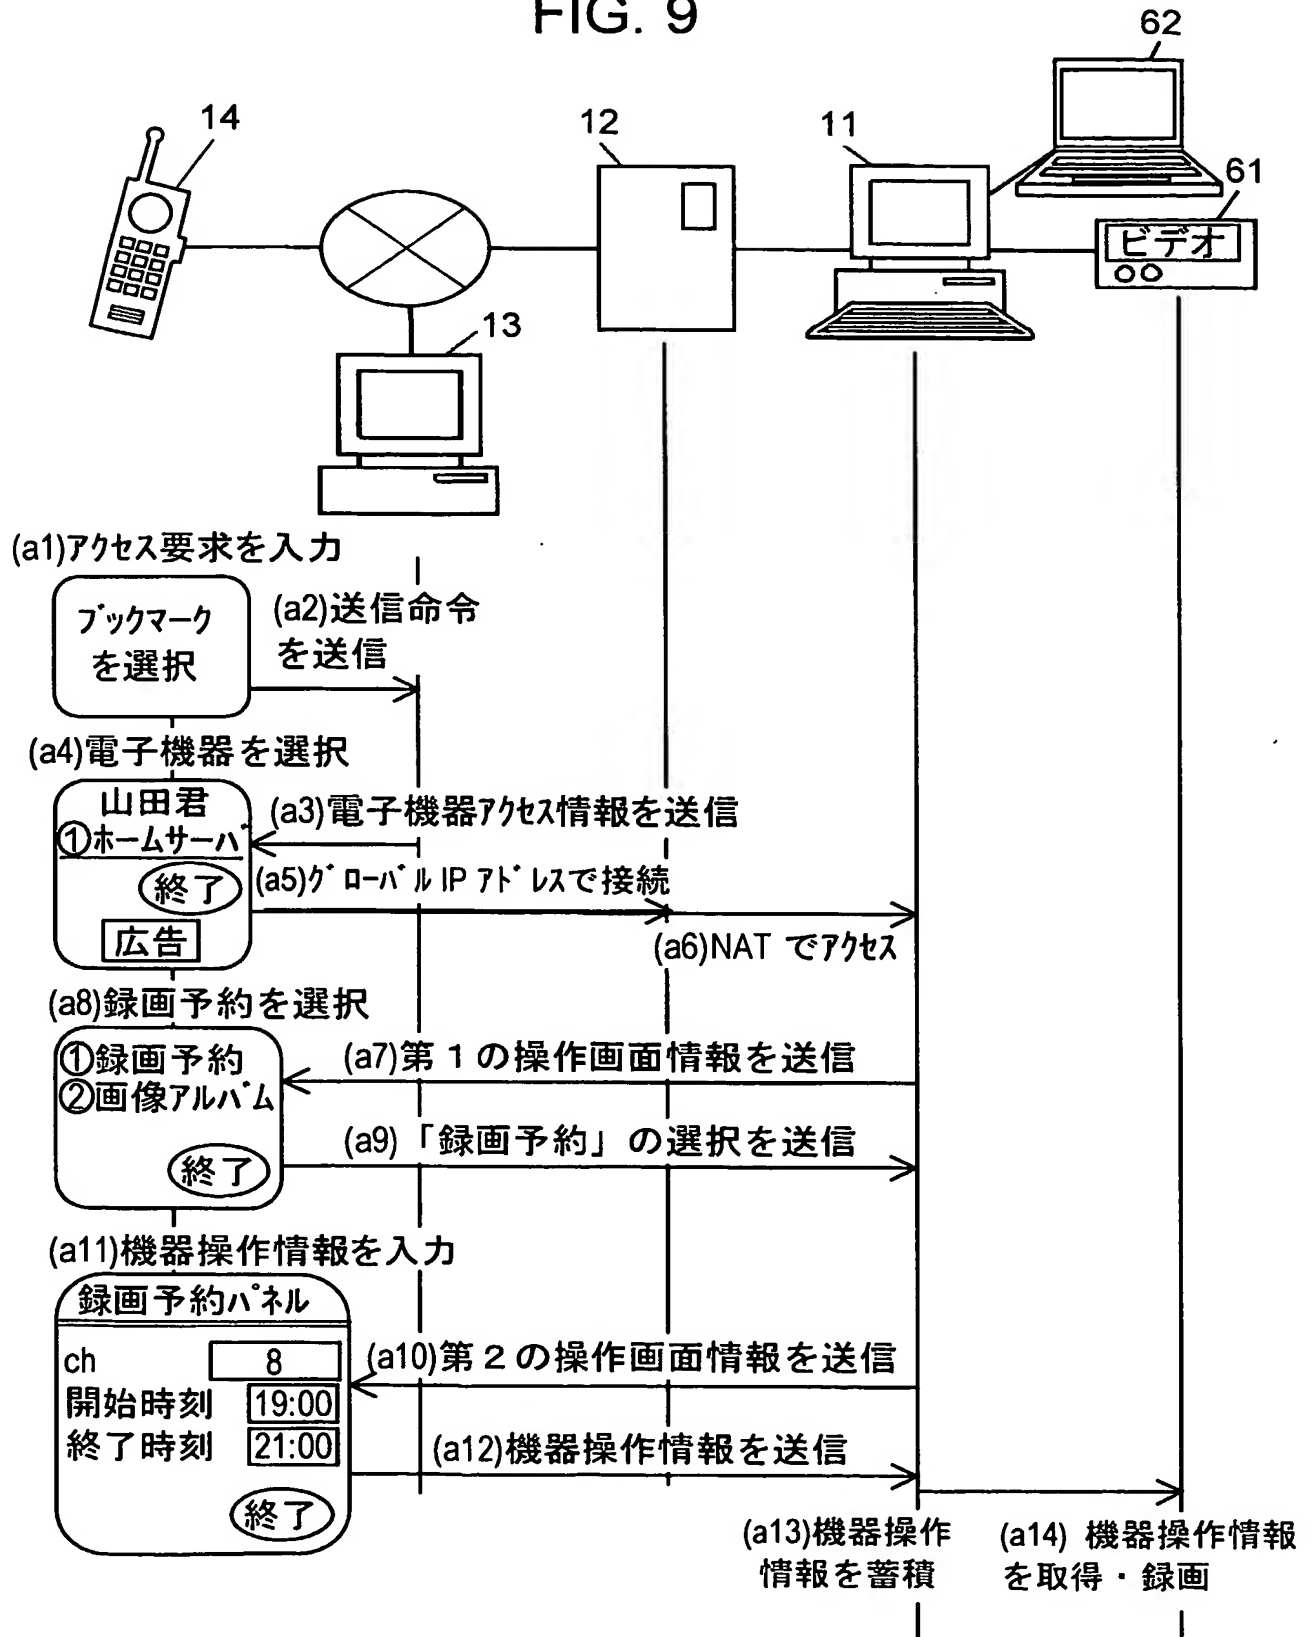 FIG. 9
62
14
12
11
61
ビデオ
13
(a1)アクセス要求を入力
ブックマーク
を選択
(a2)送信命令
を送信
(a4)電子機器を選択
山田君
①ホームサーバ
終了
広告
(a3)電子機器アクセス情報を送信
(a5)グローバルIPアドレスで接続
(a6)NAT でアクセス
(a8)録画予約を選択
①録画予約
②画像アルバム
終了
(a7)第1の操作画面情報を送信
(a9)「録画予約」の選択を送信
(a11)機器操作情報を入力
録画予約パネル
ch 8
開始時刻 19:00
終了時刻 21:00
終了
(a10)第2の操作画面情報を送信
(a12)機器操作情報を送信
(a13)機器操作
情報を蓄積
(a14) 機器操作情報
を取得・録画